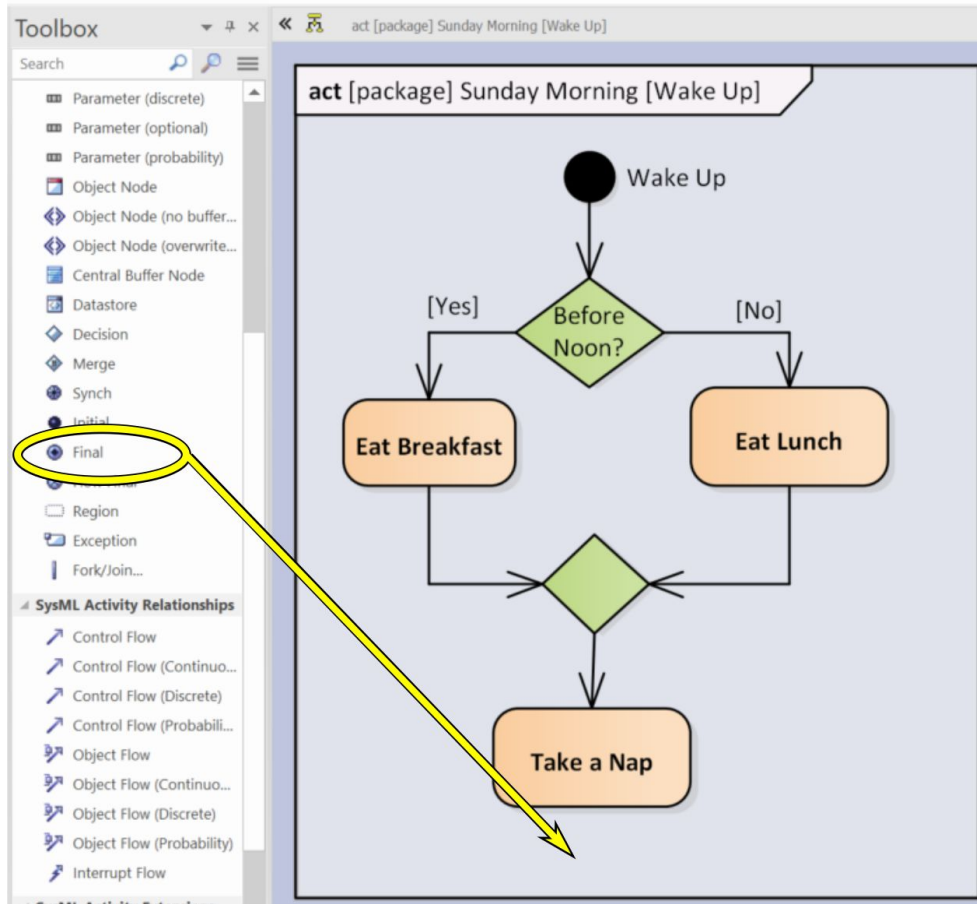 Toolbox
Search
Parameter (discrete)
Parameter (optional)
Parameter (probability)
Object Node
Object Node (no buffer...
Object Node (overwrite...
Central Buffer Node
Datastore
Decision
Merge
Synch
Initial
Final
Region
Exception
Fork/Join...
SysML Activity Relationships
Control Flow
Control Flow (Continuo...
Control Flow (Discrete)
Control Flow (Probabili...
Object Flow
Object Flow (Continuo...
Object Flow (Discrete)
Object Flow (Probability)
Interrupt Flow
act [package] Sunday Morning [Wake Up]
act [package] Sunday Morning [Wake Up]
Wake Up
[Yes]
Before
Noon?
[No]
Eat Breakfast
Eat Lunch
Take a Nap